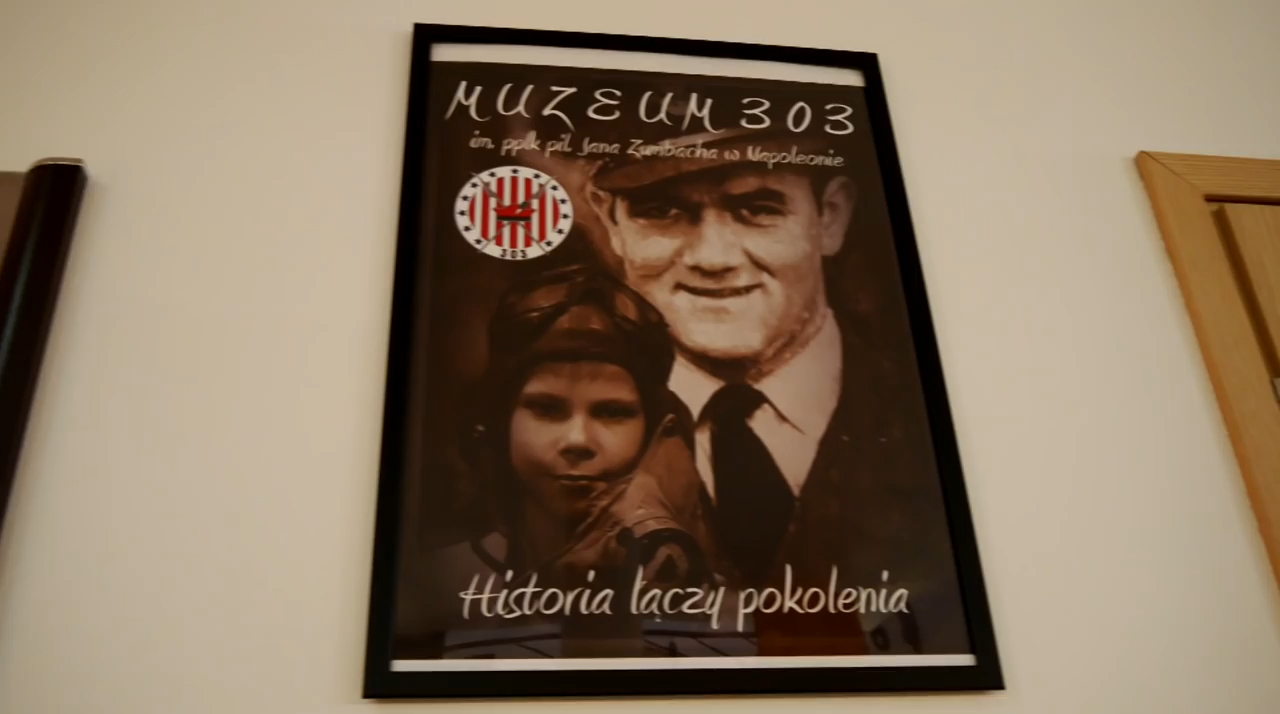 MUZEUM 303
im. ppłk pil. Jana Zumbacha w Napoleonie
303
Historia łączy pokolenia